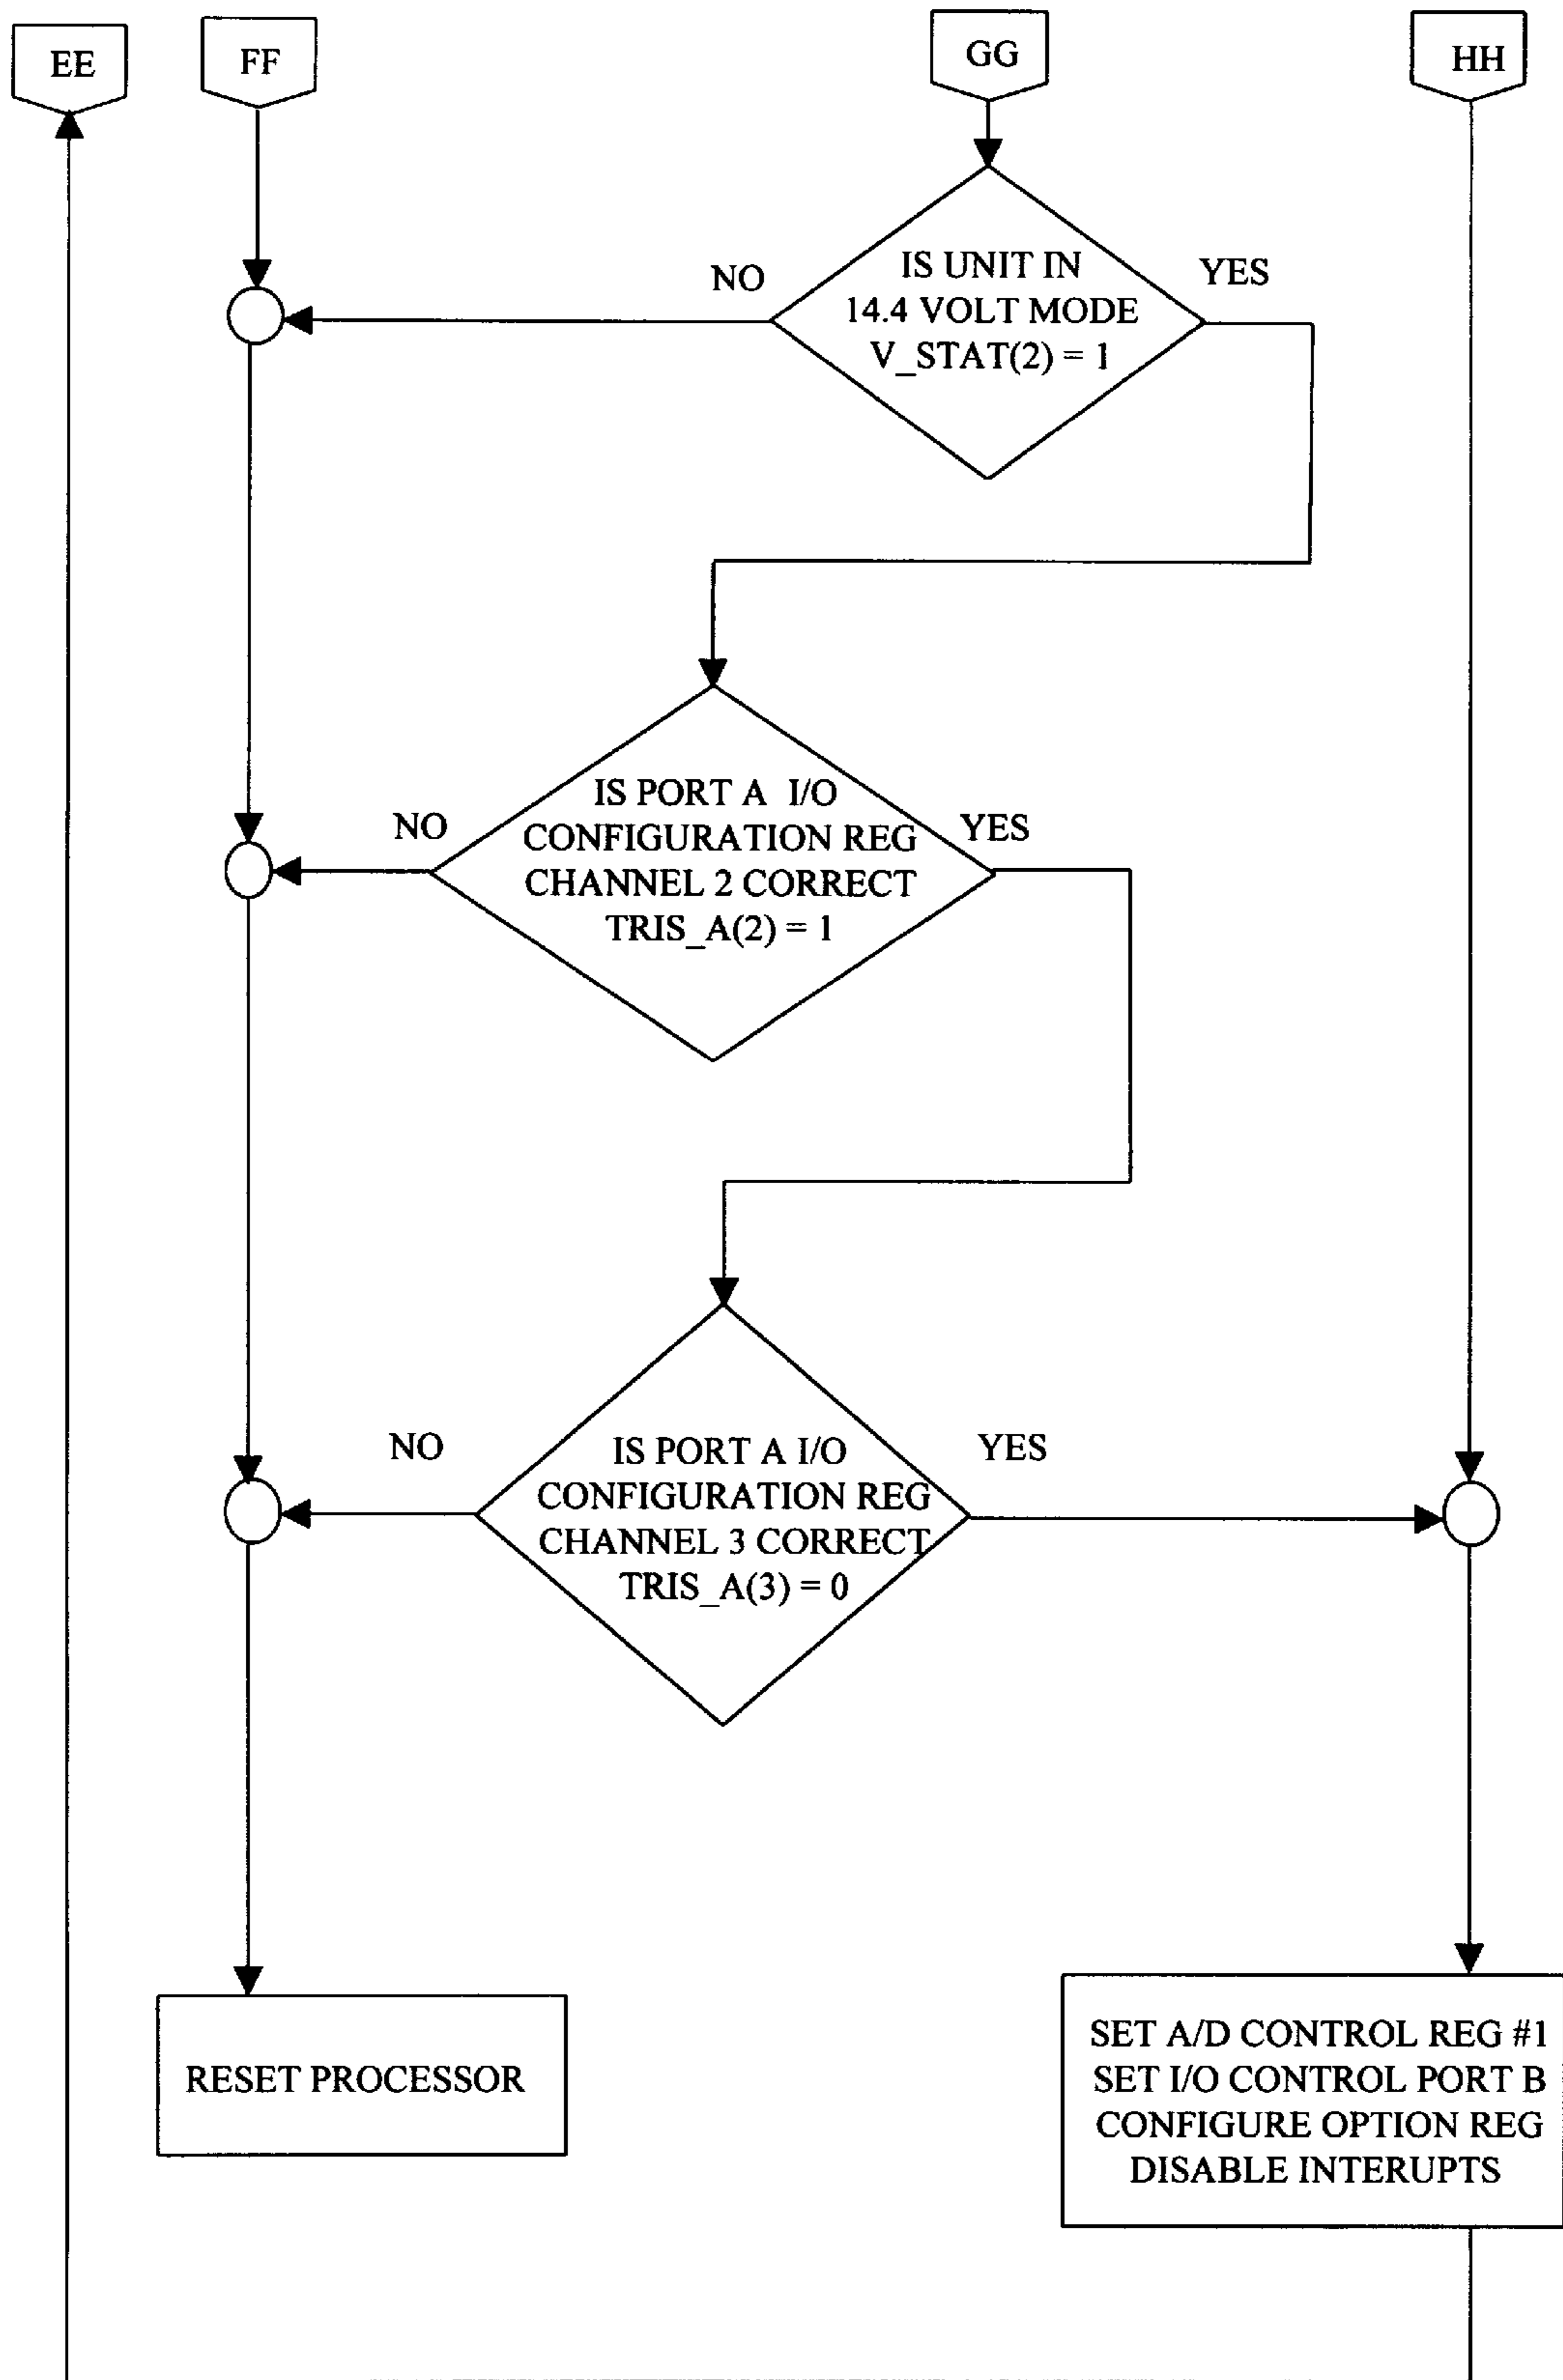 EE
FF
GG
HH
NO
IS UNIT IN
14.4 VOLT MODE
V_STAT(2) = 1
YES
NO
IS PORT A I/O
CONFIGURATION REG
CHANNEL 2 CORRECT
TRIS_A(2) = 1
YES
NO
IS PORT A I/O
CONFIGURATION REG
CHANNEL 3 CORRECT
TRIS_A(3) = 0
YES
RESET PROCESSOR
SET A/D CONTROL REG #1
SET I/O CONTROL PORT B
CONFIGURE OPTION REG
DISABLE INTERUPTS